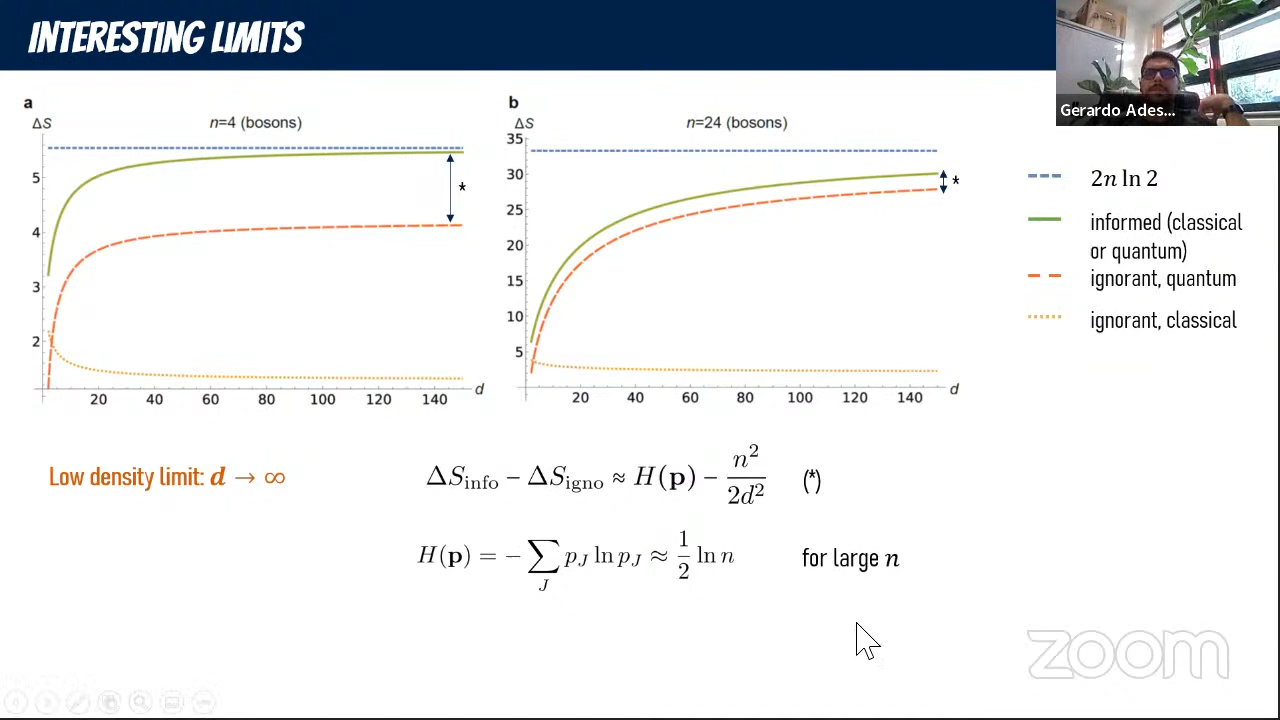 INTERESTING LIMITS
Gerardo Ades...
a
ΔS
n=4 (bosons)
5
4
3
2
20 40 60 80 100 120 140 d
*
b
ΔS
n=24 (bosons)
35
30
25
20
15
10
5
20 40 60 80 100 120 140 d
*
2n ln 2
informed (classical
or quantum)
ignorant, quantum
ignorant, classical
Low density limit: d → ∞
ΔS_info − ΔS_igno ≈ H(p) − n²/2d² (*)
H(p) = − ∑_J p_J ln p_J ≈ 1/2 ln n for large n
zoom